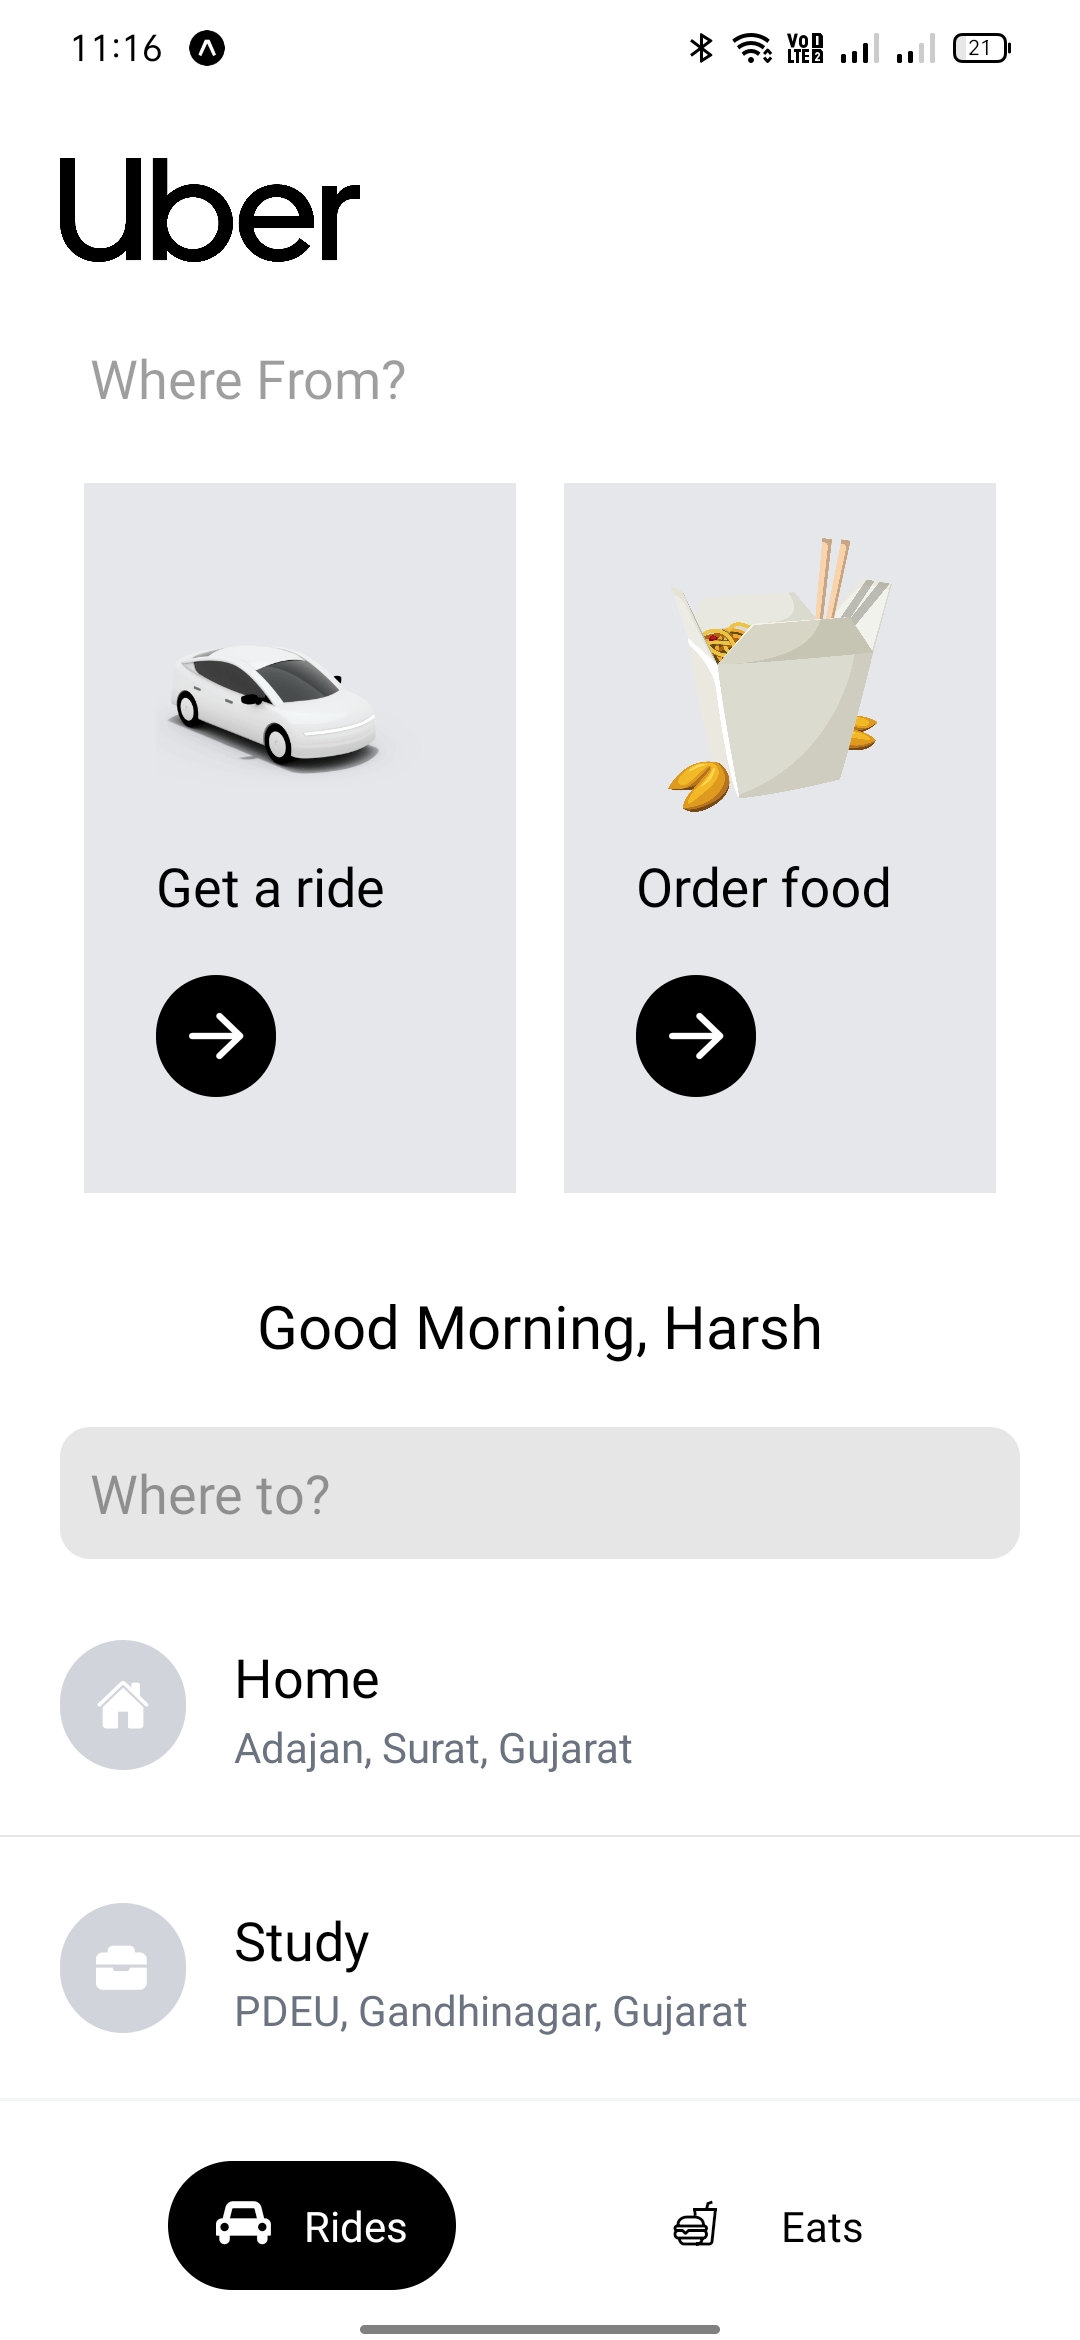 11:16
Vo 1
LTE 2
21
Uber
Where From?
Get a ride
Order food
Good Morning, Harsh
Where to?
Home
Adajan, Surat, Gujarat
Study
PDEU, Gandhinagar, Gujarat
Rides
Eats